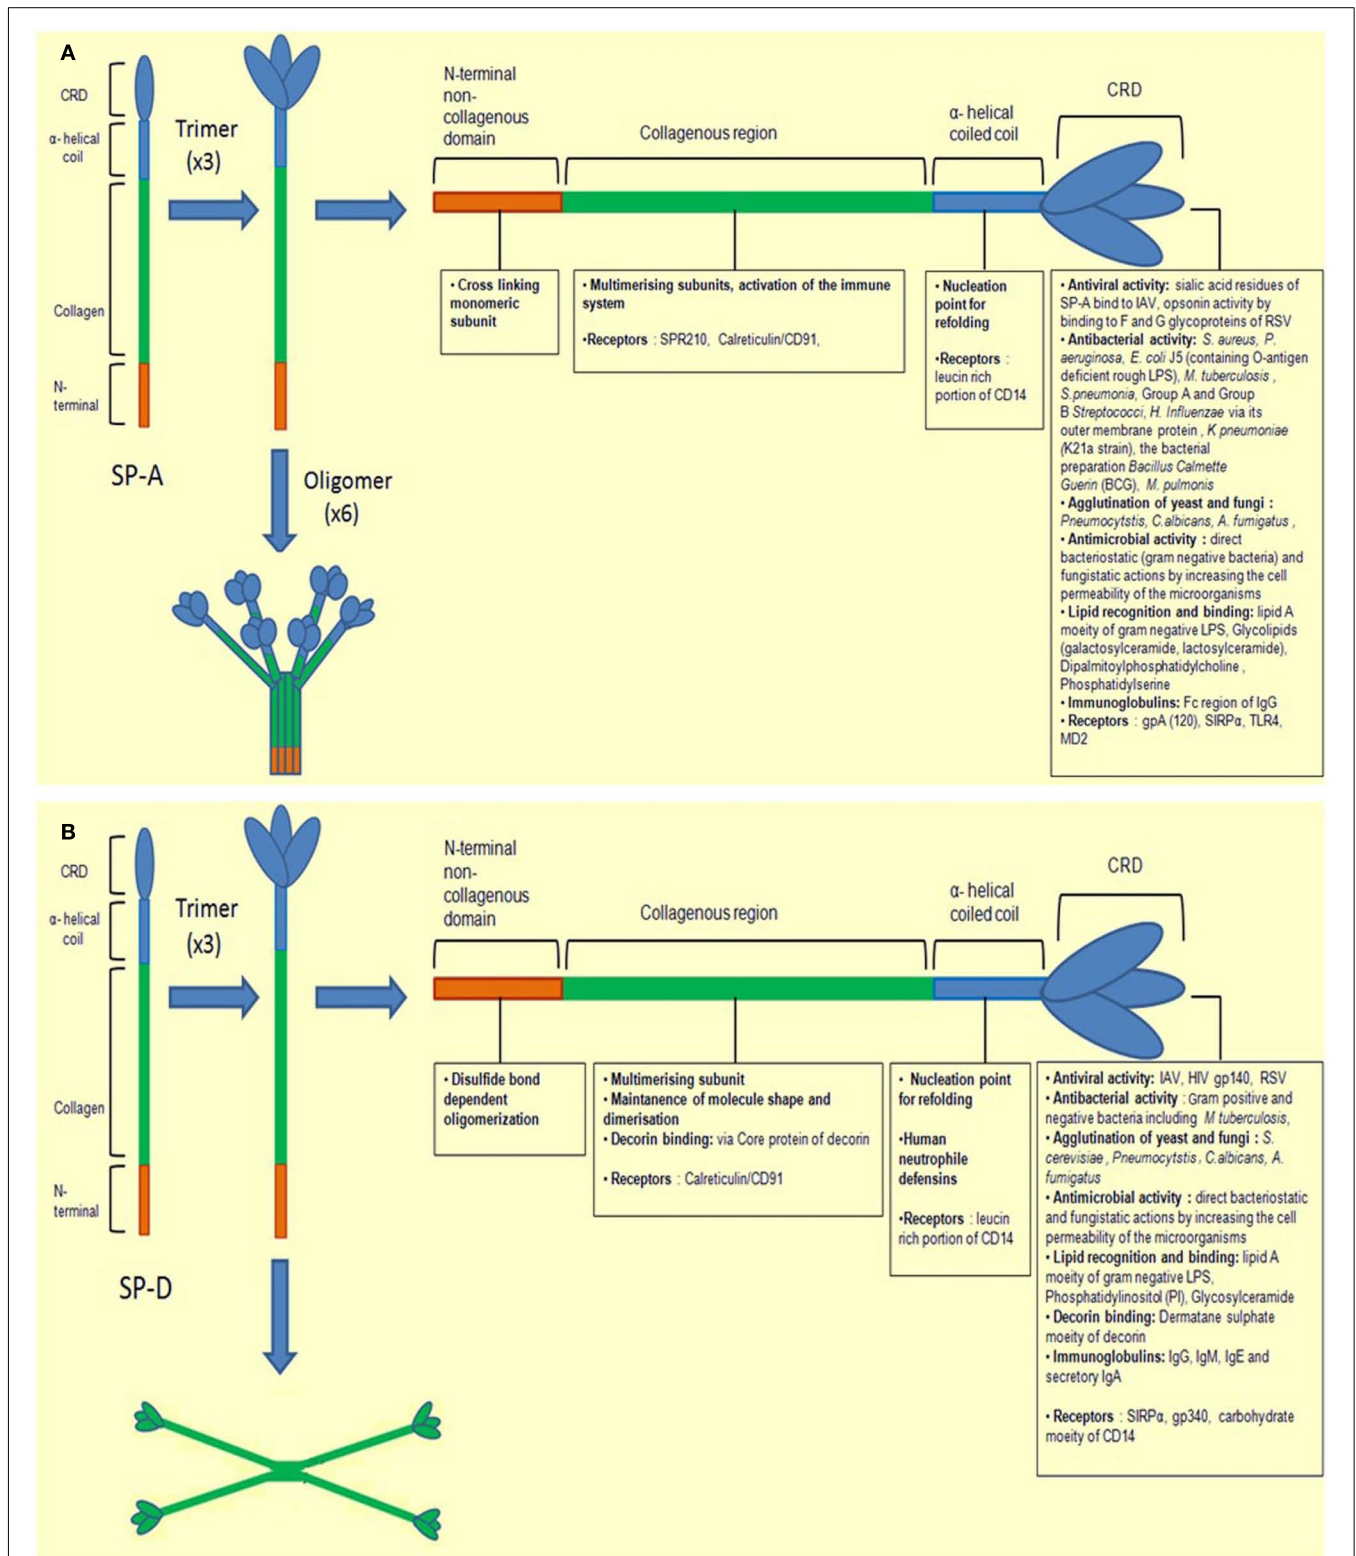 A
CRD
α- helical
coil
Collagen
N-
terminal
SP-A
Trimer
(x3)
Oligomer
(x6)
N-terminal
non-
collagenous
domain
Collagenous region
α- helical
coiled coil
CRD
• Cross linking
monomeric
subunit
• Multimerising subunits, activation of the immune
system
•Receptors : SPR210, Calreticulin/CD91,
• Nucleation
point for
refolding
•Receptors :
leucin rich
portion of CD14
• Antiviral activity: sialic acid residues of
SP-A bind to IAV, opsonin activity by
binding to F and G glycoproteins of RSV
• Antibacterial activity: S. aureus, P.
aeruginosa, E. coli J5 (containing O-antigen
deficient rough LPS), M. tuberculosis ,
S.pneumonia, Group A and Group
B Streptococci, H. Influenzae via its
outer membrane protein , K pneumoniae
(K21a strain), the bacterial
preparation Bacillus Calmette
Guerin (BCG), M. pulmonis
• Agglutination of yeast and fungi :
Pneumocytstis, C.albicans, A. fumigatus ,
• Antimicrobial activity : direct
bacteriostatic (gram negative bacteria) and
fungistatic actions by increasing the cell
permeability of the microorganisms
• Lipid recognition and binding: lipid A
moeity of gram negative LPS, Glycolipids
(galactosylceramide, lactosylceramide),
Dipalmitoylphosphatidylcholine ,
Phosphatidylserine
• Immunoglobulins: Fc region of IgG
• Receptors : gpA (120), SIRPα, TLR4,
MD2
B
CRD
α- helical
coil
Collagen
N-
terminal
SP-D
Trimer
(x3)
N-terminal
non-
collagenous
domain
Collagenous region
α- helical
coiled coil
CRD
• Disulfide bond
dependent
oligomerization
• Multimerising subunit
• Maintanence of molecule shape and
dimerisation
• Decorin binding: via Core protein of decorin
• Receptors : Calreticulin/CD91
• Nucleation point
for refolding
•Human
neutrophile
defensins
•Receptors : leucin
rich portion of CD14
• Antiviral activity: IAV, HIV gp140, RSV
• Antibacterial activity : Gram positive and
negative bacteria including M tuberculosis,
• Agglutination of yeast and fungi : S.
cerevisiae , Pneumocytstis, C.albicans, A.
fumigatus
• Antimicrobial activity : direct bacteriostatic
and fungistatic actions by increasing the cell
permeability of the microorganisms
• Lipid recognition and binding: lipid A
moeity of gram negative LPS,
Phosphatidylinositol (PI), Glycosylceramide
• Decorin binding: Dermatane sulphate
moeity of decorin
• Immunoglobulins: IgG, IgM, IgE and
secretory IgA
• Receptors : SIRPα, gp340, carbohydrate
moeity of CD14